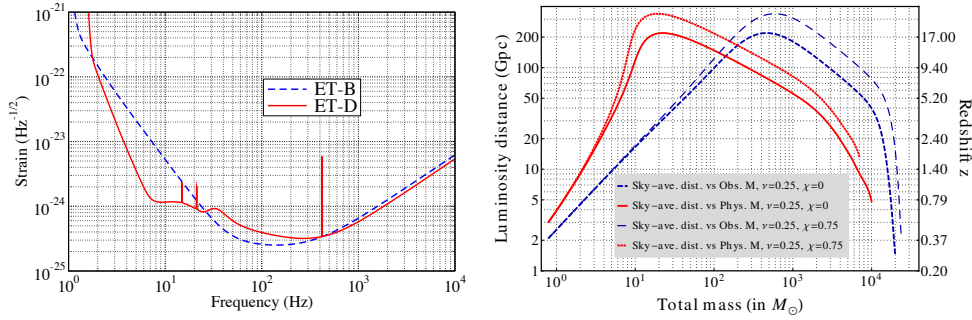 10^-21
10^-22
10^-23
10^-24
10^-25
Strain (Hz^-1/2)
ET-B
ET-D
10^0
10^1
10^2
10^3
10^4
Frequency (Hz)
Luminosity distance (Gpc)
200
100
50
20
10
5
2
1
Sky−ave. dist. vs Obs. M, ν=0.25, χ=0
Sky−ave. dist. vs Phys. M, ν=0.25, χ=0
Sky−ave. dist. vs Obs. M, ν=0.25, χ=0.75
Sky−ave. dist. vs Phys. M, ν=0.25, χ=0.75
10^0
10^1
10^2
10^3
10^4
Total mass (in M_⊙)
17.00
9.40
5.20
2.40
1.40
0.79
0.37
0.20
Redshift z